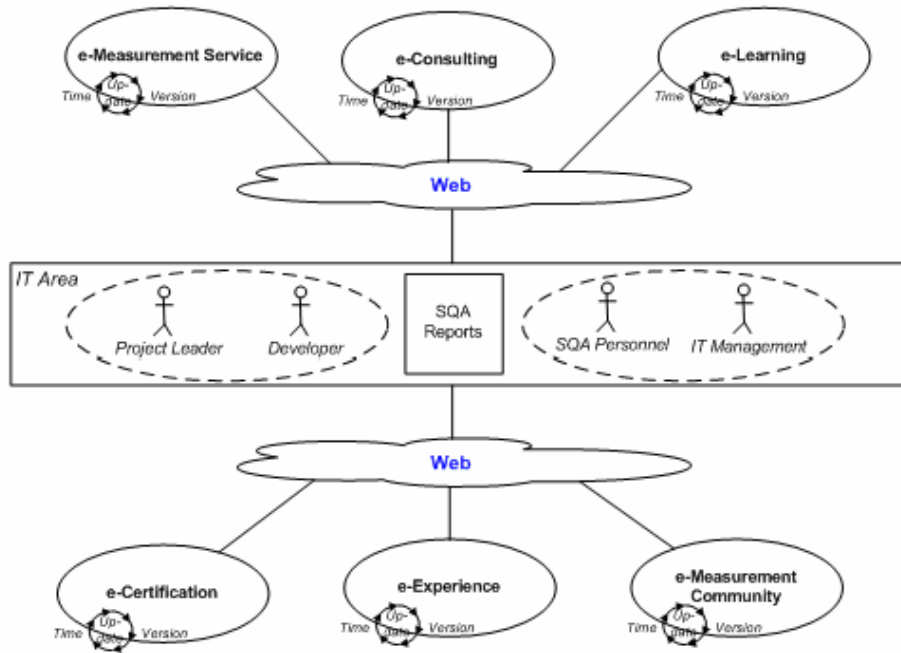 e-Measurement Service
Up-
date
Time
Version
e-Consulting
Up-
date
Time
Version
e-Learning
Up-
date
Time
Version
Web
IT Area
Project Leader
Developer
SQA
Reports
SQA Personnel
IT Management
Web
e-Certification
Up-
date
Time
Version
e-Experience
Up-
date
Time
Version
e-Measurement
Community
Up-
date
Time
Version